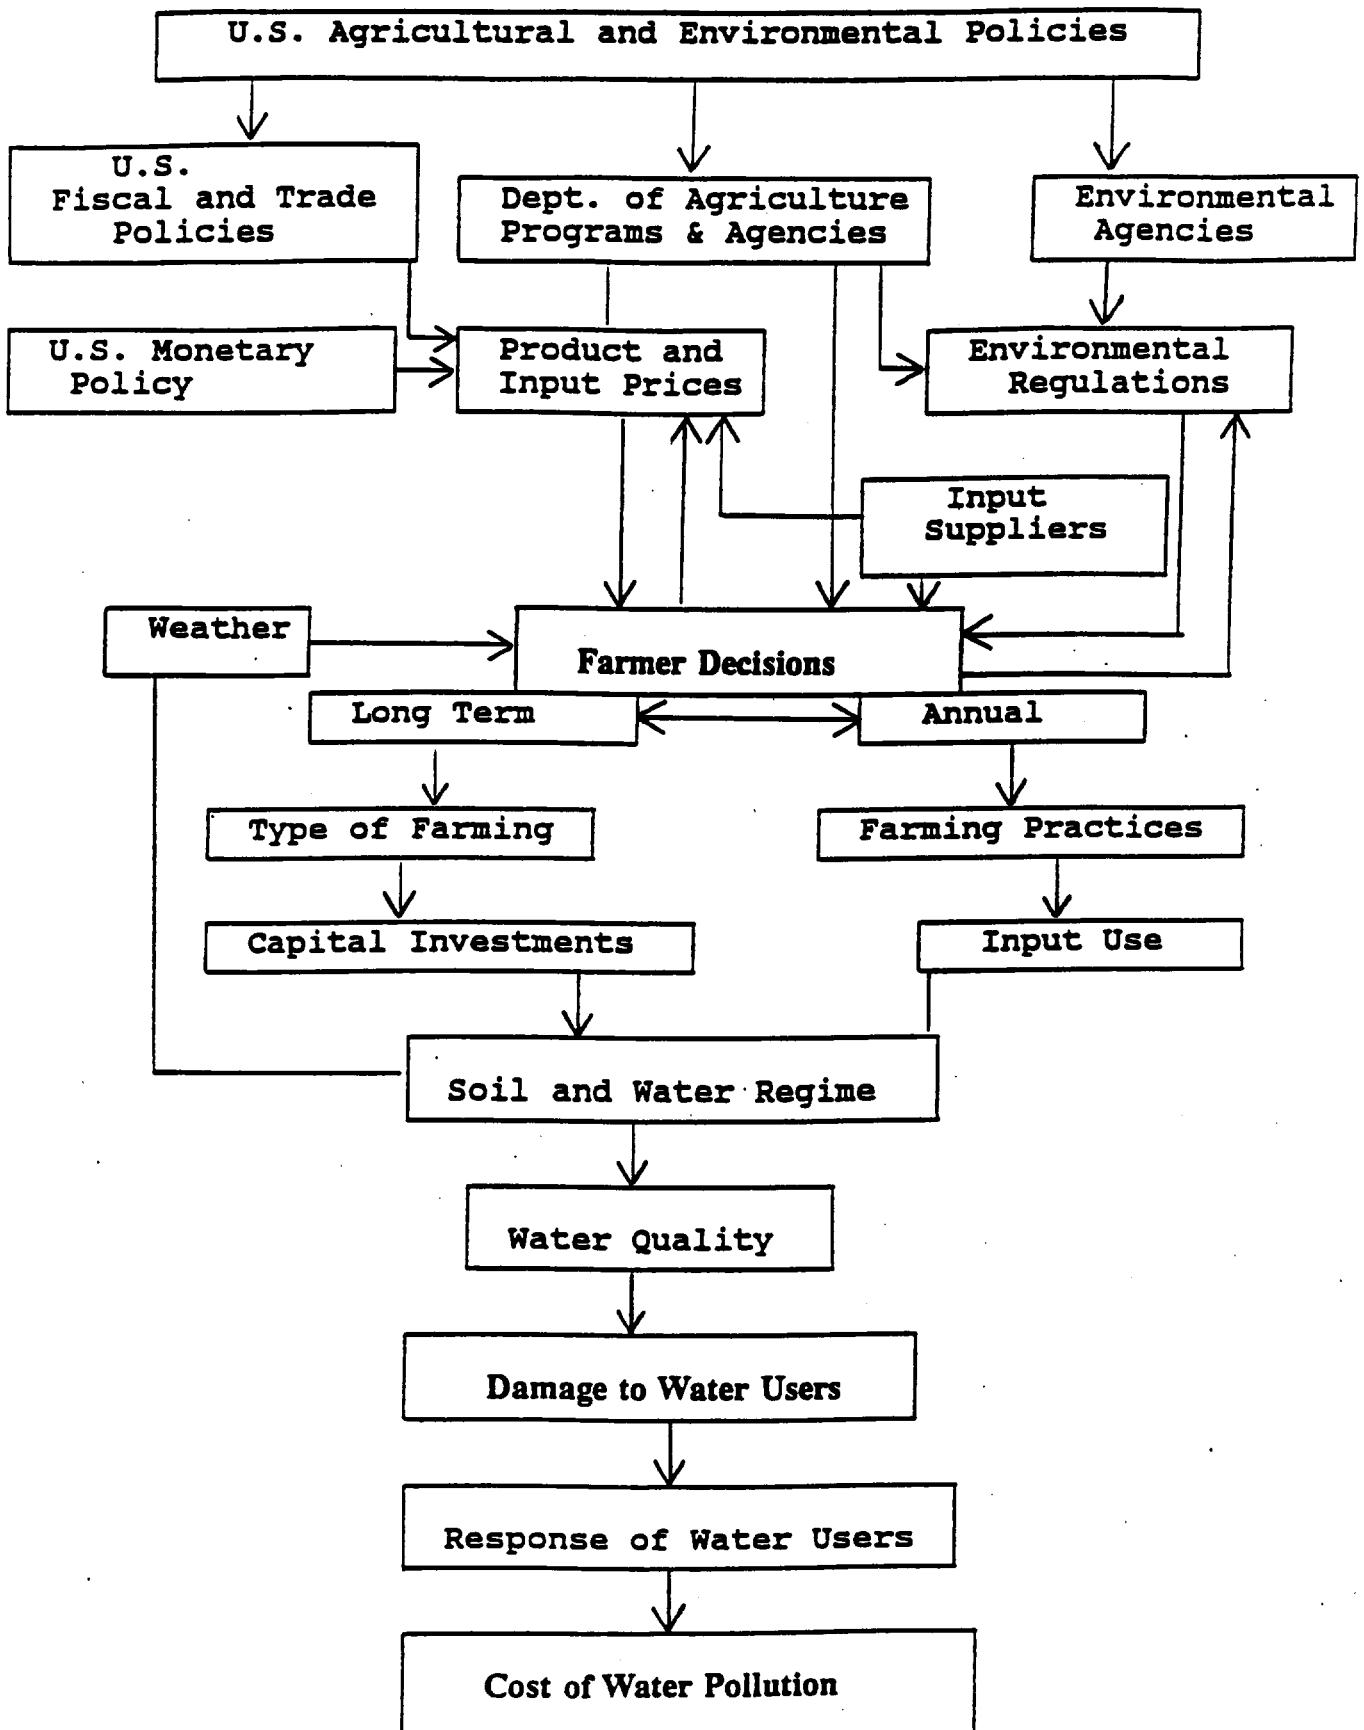 U.S. Agricultural and Environmental Policies
U.S.
Fiscal and Trade
Policies
Dept. of Agriculture
Programs & Agencies
Environmental
Agencies
U.S. Monetary
Policy
Product and
Input Prices
Environmental
Regulations
Input
Suppliers
Weather
Farmer Decisions
Long Term
Annual
Type of Farming
Farming Practices
Capital Investments
Input Use
Soil and Water Regime
Water Quality
Damage to Water Users
Response of Water Users
Cost of Water Pollution